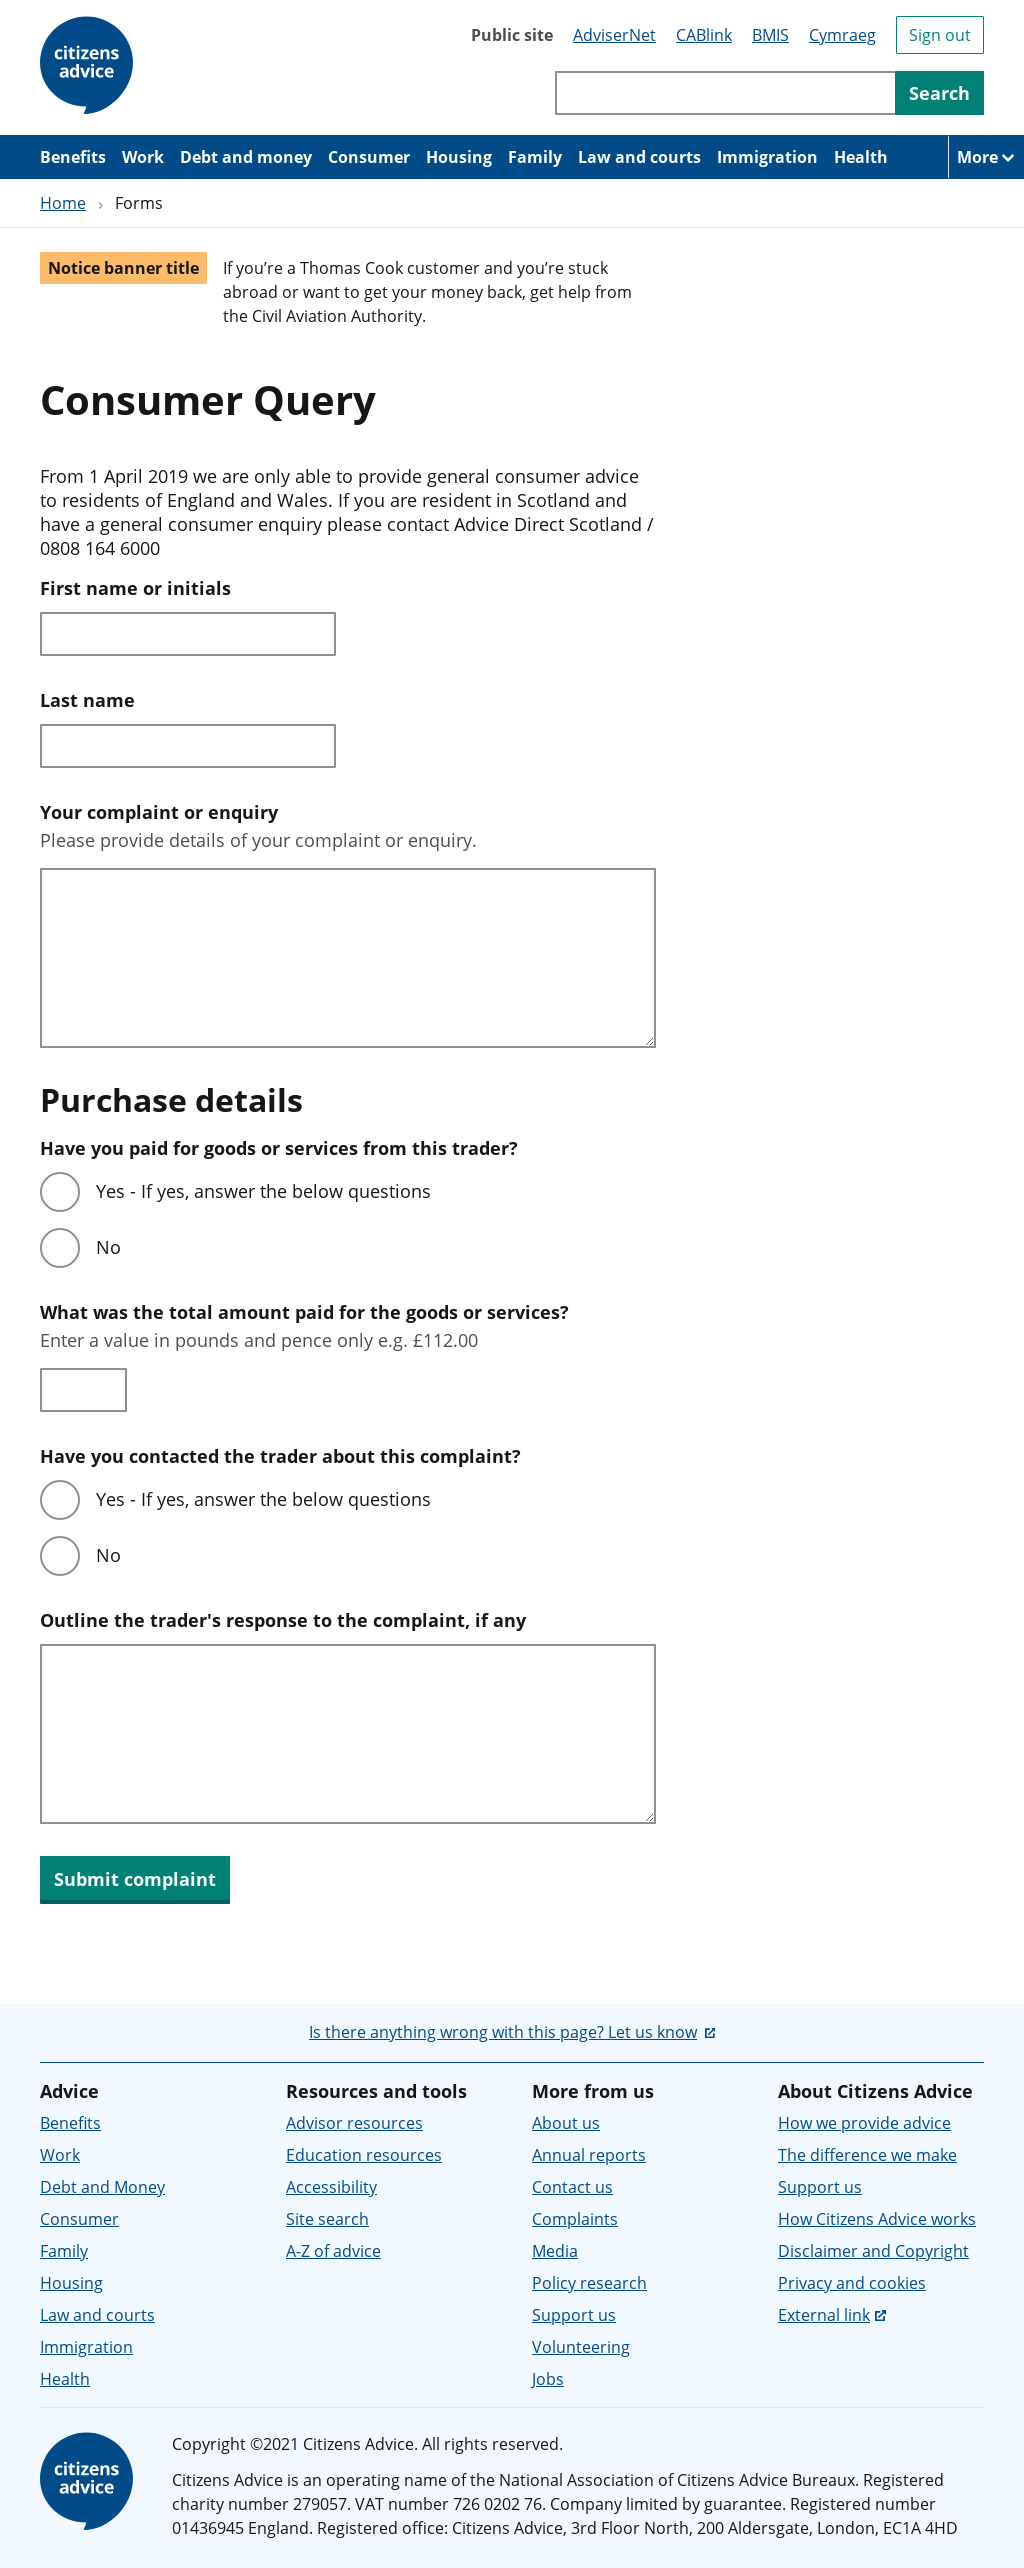 citizens
advice
Public site AdviserNet CABlink BMIS Cymraeg Sign out
Search
Benefits Work Debt and money Consumer Housing Family Law and courts Immigration Health More
Home › Forms
Notice banner title
If you’re a Thomas Cook customer and you’re stuck
abroad or want to get your money back, get help from
the Civil Aviation Authority.
Consumer Query
From 1 April 2019 we are only able to provide general consumer advice
to residents of England and Wales. If you are resident in Scotland and
have a general consumer enquiry please contact Advice Direct Scotland /
0808 164 6000
First name or initials
Last name
Your complaint or enquiry
Please provide details of your complaint or enquiry.
Purchase details
Have you paid for goods or services from this trader?
Yes - If yes, answer the below questions
No
What was the total amount paid for the goods or services?
Enter a value in pounds and pence only e.g. £112.00
Have you contacted the trader about this complaint?
Yes - If yes, answer the below questions
No
Outline the trader's response to the complaint, if any
Submit complaint
Is there anything wrong with this page? Let us know
Advice
Benefits
Work
Debt and Money
Consumer
Family
Housing
Law and courts
Immigration
Health
Resources and tools
Advisor resources
Education resources
Accessibility
Site search
A-Z of advice
More from us
About us
Annual reports
Contact us
Complaints
Media
Policy research
Support us
Volunteering
Jobs
About Citizens Advice
How we provide advice
The difference we make
Support us
How Citizens Advice works
Disclaimer and Copyright
Privacy and cookies
External link
citizens
advice
Copyright ©2021 Citizens Advice. All rights reserved.
Citizens Advice is an operating name of the National Association of Citizens Advice Bureaux. Registered
charity number 279057. VAT number 726 0202 76. Company limited by guarantee. Registered number
01436945 England. Registered office: Citizens Advice, 3rd Floor North, 200 Aldersgate, London, EC1A 4HD